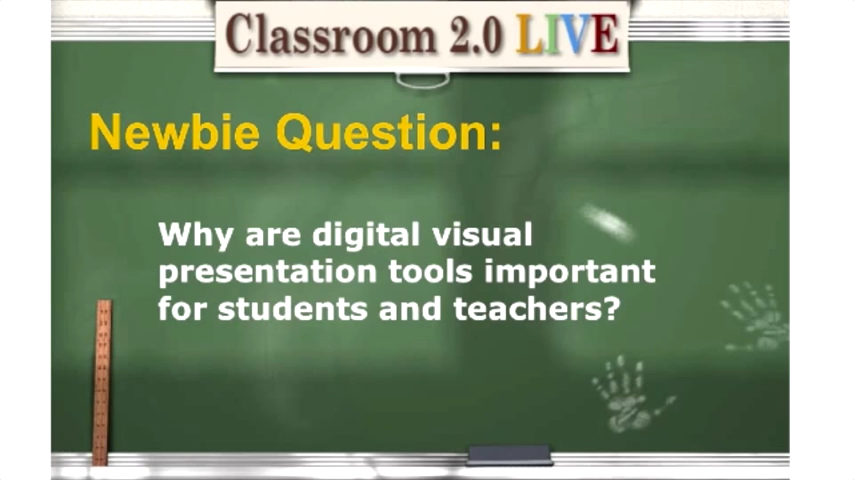 Classroom 2.0 LIVE
Newbie Question:
Why are digital visual
presentation tools important
for students and teachers?